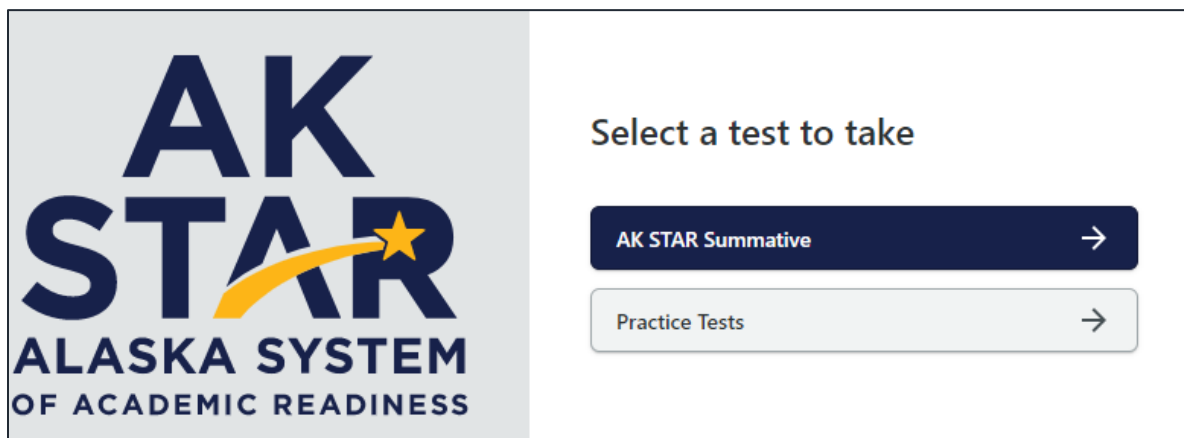 AK
STAR
ALASKA SYSTEM
OF ACADEMIC READINESS
Select a test to take
AK STAR Summative
Practice Tests